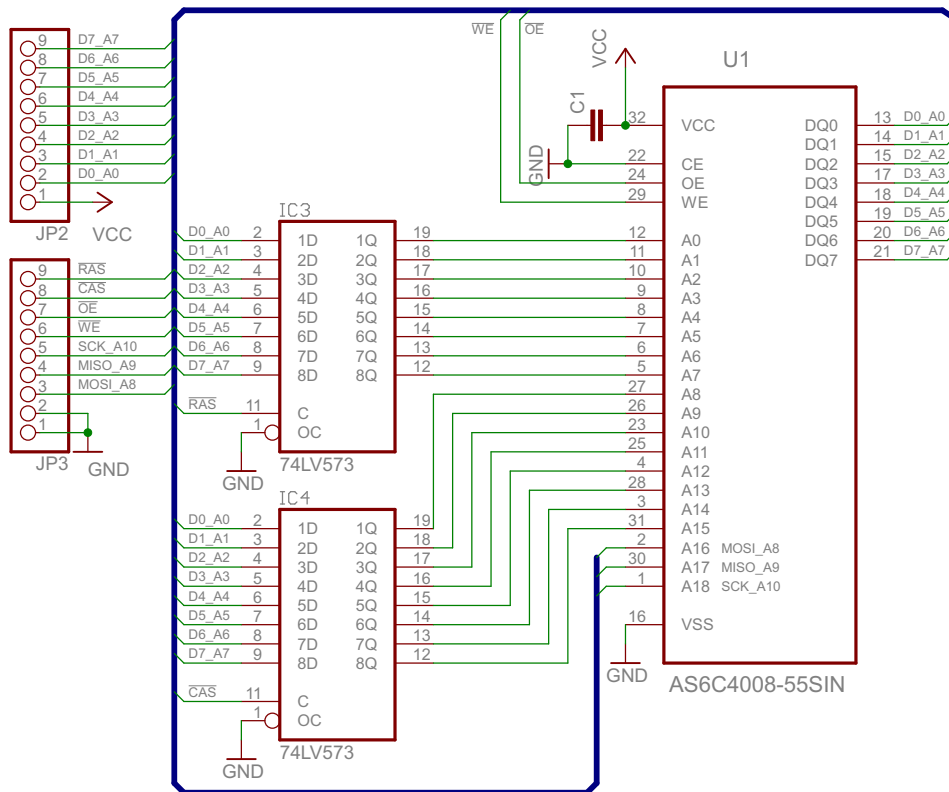 9 D7_A7
8 D6_A6
7 D5_A5
6 D4_A4
5 D3_A3
4 D2_A2
3 D1_A1
2 D0_A0
1
JP2 VCC
9 RAS
8 CAS
7 OE
6 WE
5 SCK_A10
4 MISO_A9
3 MOSI_A8
2
1
JP3 GND
IC3
D0_A0 2 1D 1Q 19
D1_A1 3 2D 2Q 18
D2_A2 4 3D 3Q 17
D3_A3 5 4D 4Q 16
D4_A4 6 5D 5Q 15
D5_A5 7 6D 6Q 14
D6_A6 8 7D 7Q 13
D7_A7 9 8D 8Q 12
RAS 11 C
1 OC
GND 74LV573
IC4
D0_A0 2 1D 1Q 19
D1_A1 3 2D 2Q 18
D2_A2 4 3D 3Q 17
D3_A3 5 4D 4Q 16
D4_A4 6 5D 5Q 15
D5_A5 7 6D 6Q 14
D6_A6 8 7D 7Q 13
D7_A7 9 8D 8Q 12
CAS 11 C
1 OC
GND 74LV573
WE OE
VCC
C1
GND
U1
32 VCC
22 CE
24 OE
29 WE
12 A0
11 A1
10 A2
9 A3
8 A4
7 A5
6 A6
5 A7
27 A8
26 A9
23 A10
25 A11
4 A12
28 A13
3 A14
31 A15
2 A16 MOSI_A8
30 A17 MISO_A9
1 A18 SCK_A10
16 VSS
GND
DQ0 13 D0_A0
DQ1 14 D1_A1
DQ2 15 D2_A2
DQ3 17 D3_A3
DQ4 18 D4_A4
DQ5 19 D5_A5
DQ6 20 D6_A6
DQ7 21 D7_A7
AS6C4008-55SIN